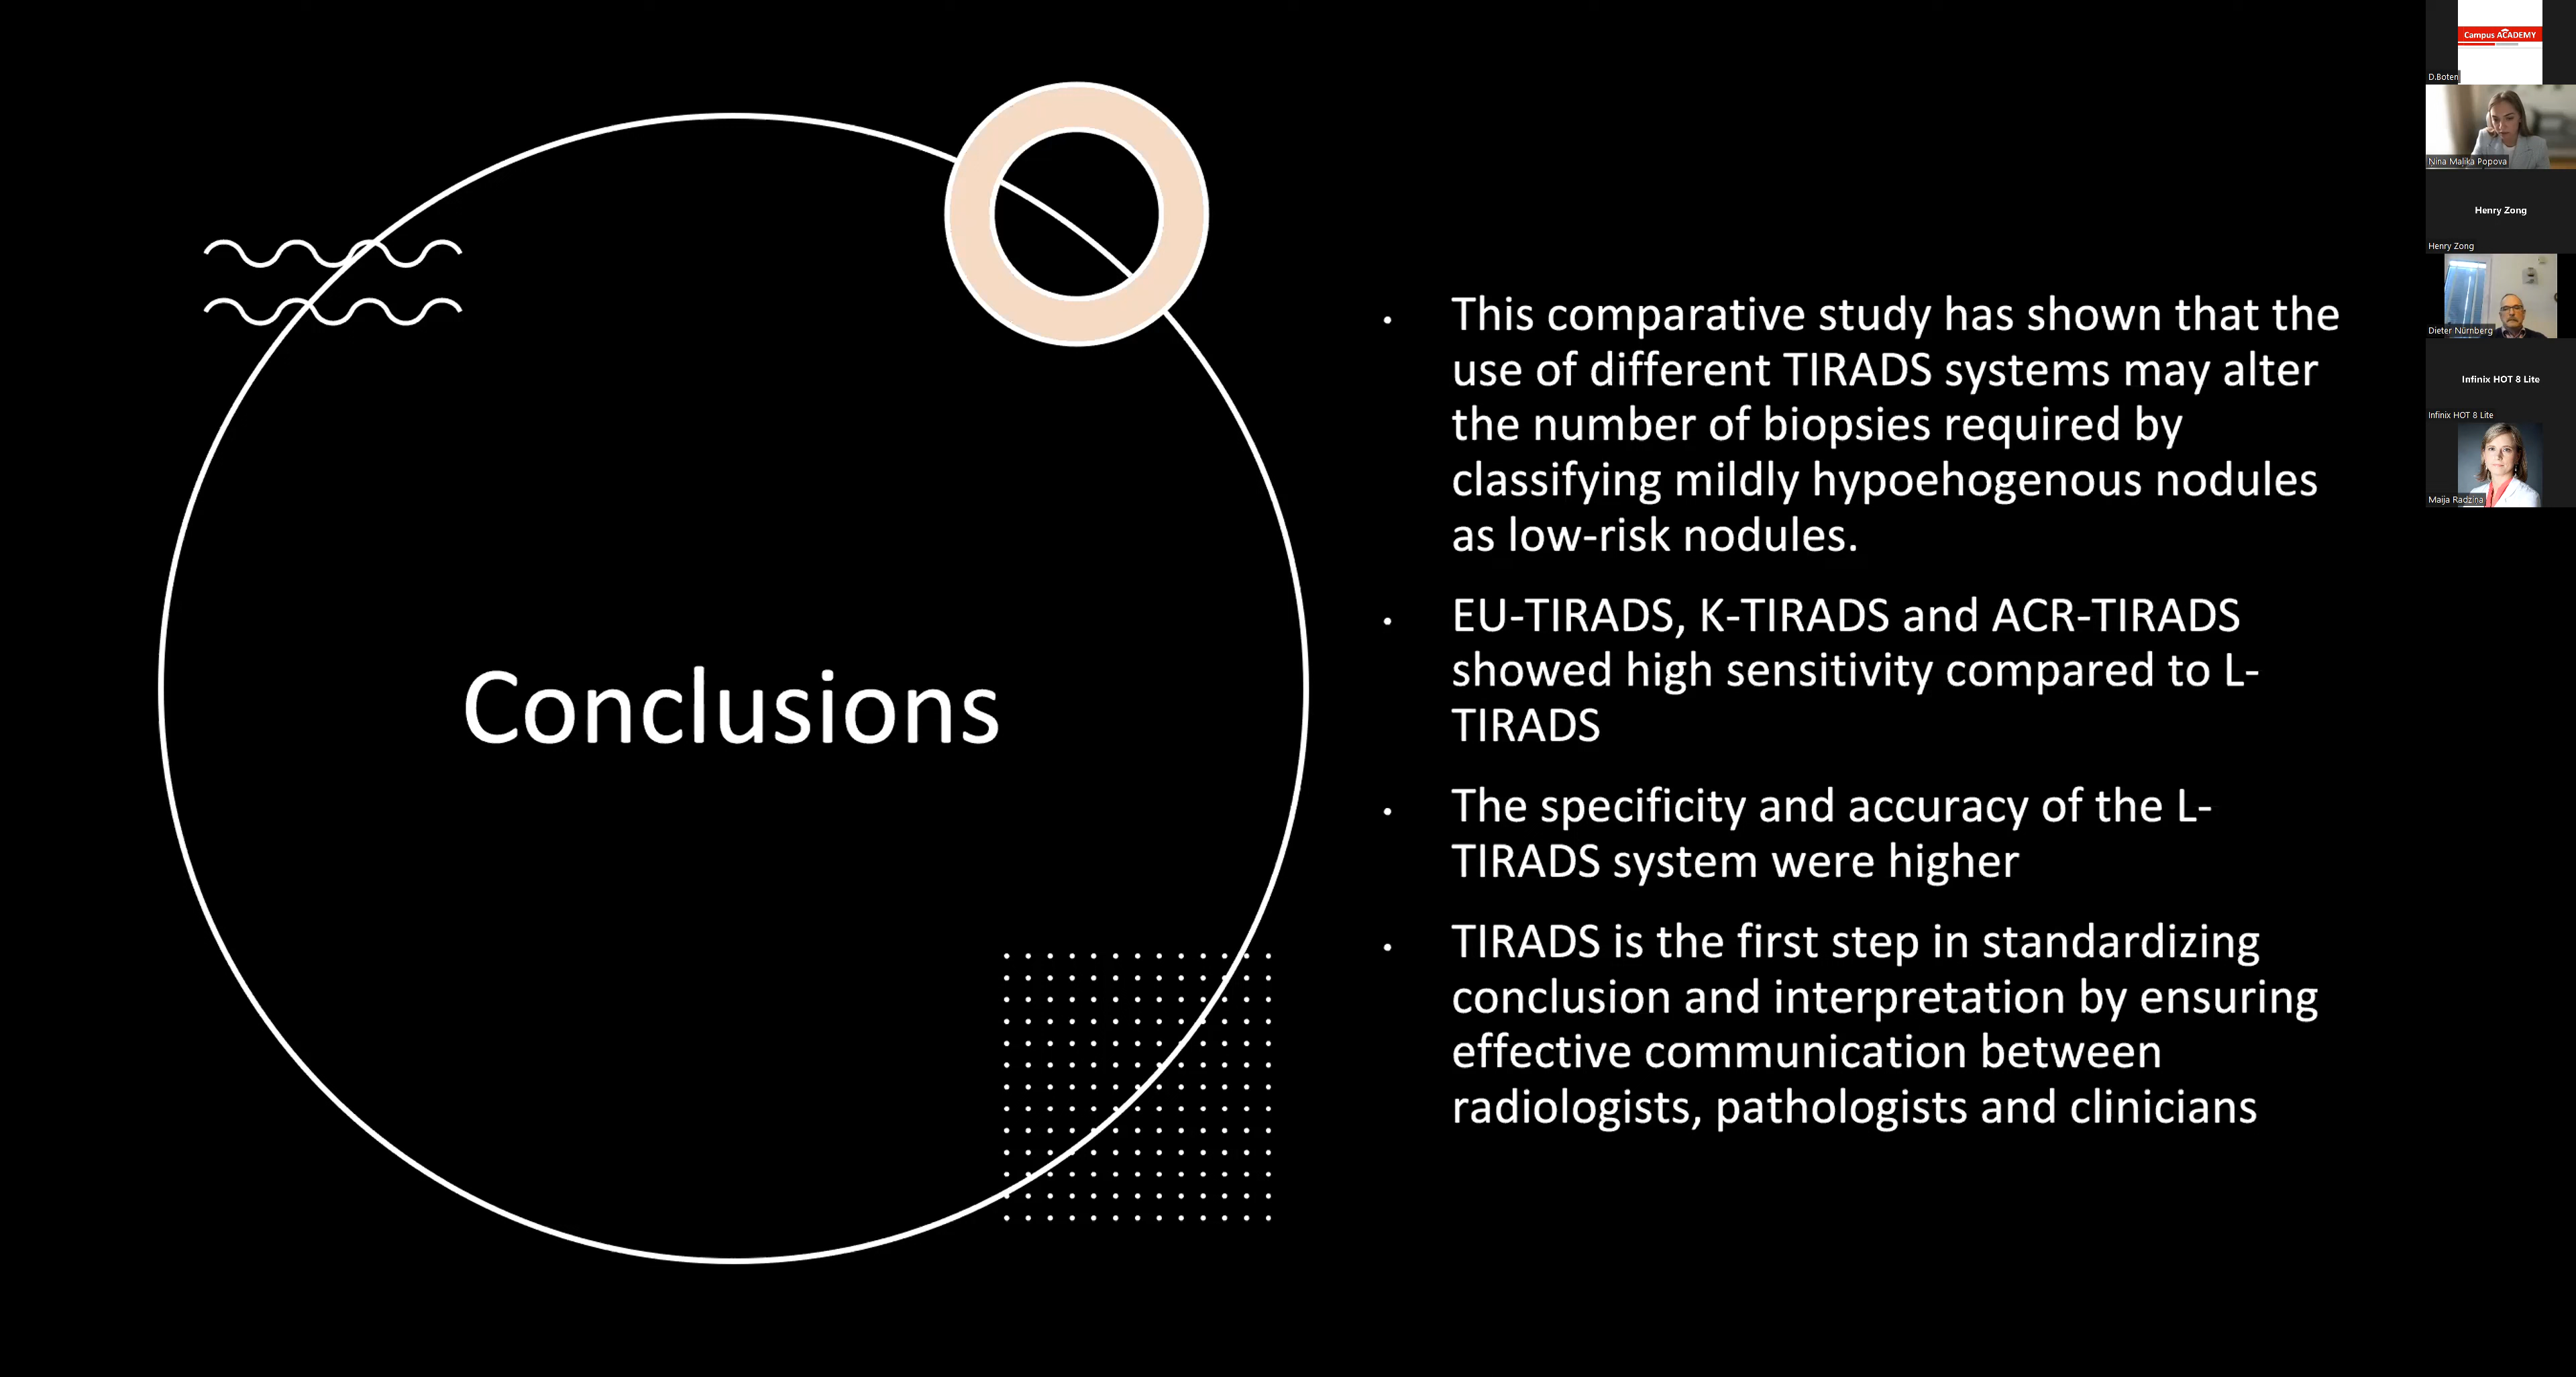 Conclusions
This comparative study has shown that the
use of different TIRADS systems may alter
the number of biopsies required by
classifying mildly hypoehogenous nodules
as low-risk nodules.
EU-TIRADS, K-TIRADS and ACR-TIRADS
showed high sensitivity compared to L-
TIRADS
The specificity and accuracy of the L-
TIRADS system were higher
TIRADS is the first step in standardizing
conclusion and interpretation by ensuring
effective communication between
radiologists, pathologists and clinicians
Campus ACADEMY
D.Boten
Nina Malika Popova
Henry Zong
Henry Zong
Dieter Nürnberg
Infinix HOT 8 Lite
Infinix HOT 8 Lite
Maija Radzina